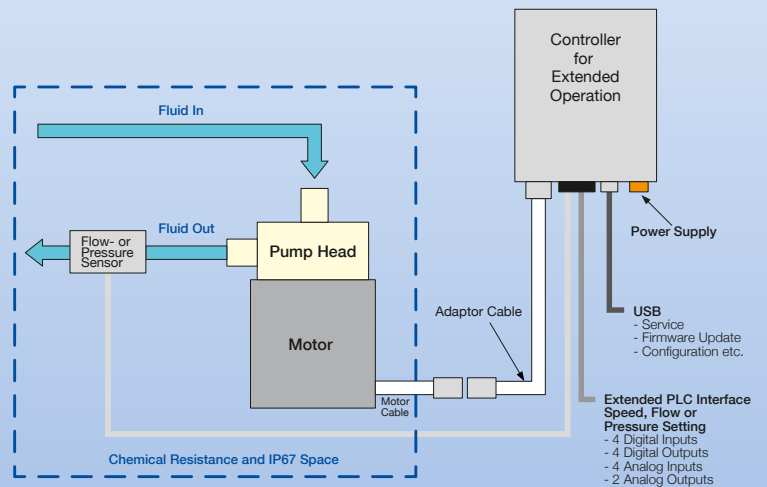 Controller
for
Extended
Operation
Fluid In
Fluid Out
Flow- or
Pressure
Sensor
Pump Head
Power Supply
Motor
Adaptor Cable
USB
- Service
- Firmware Update
- Configuration etc.
Motor
Cable
Extended PLC Interface
Speed, Flow or
Pressure Setting
- 4 Digital Inputs
- 4 Digital Outputs
- 4 Analog Inputs
- 2 Analog Outputs
Chemical Resistance and IP67 Space